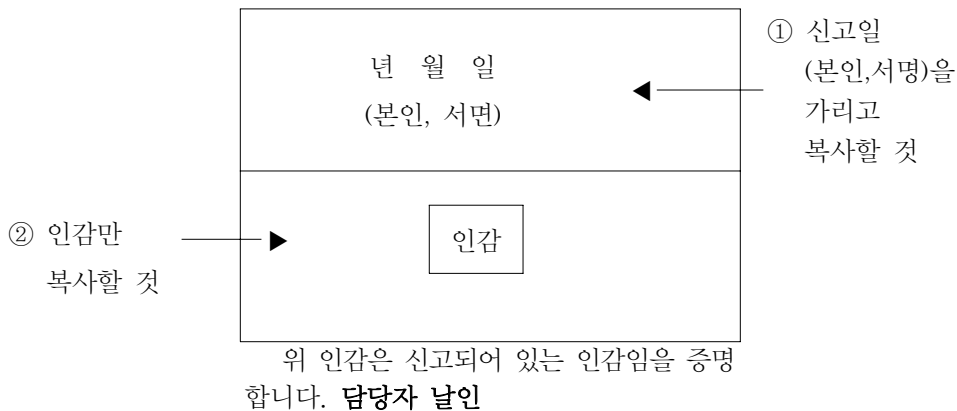 년 월 일
(본인, 서면)
① 신고일
(본인,서명)을
가리고
복사할 것
② 인감만
복사할 것
인감
위 인감은 신고되어 있는 인감임을 증명
합니다. 담당자 날인